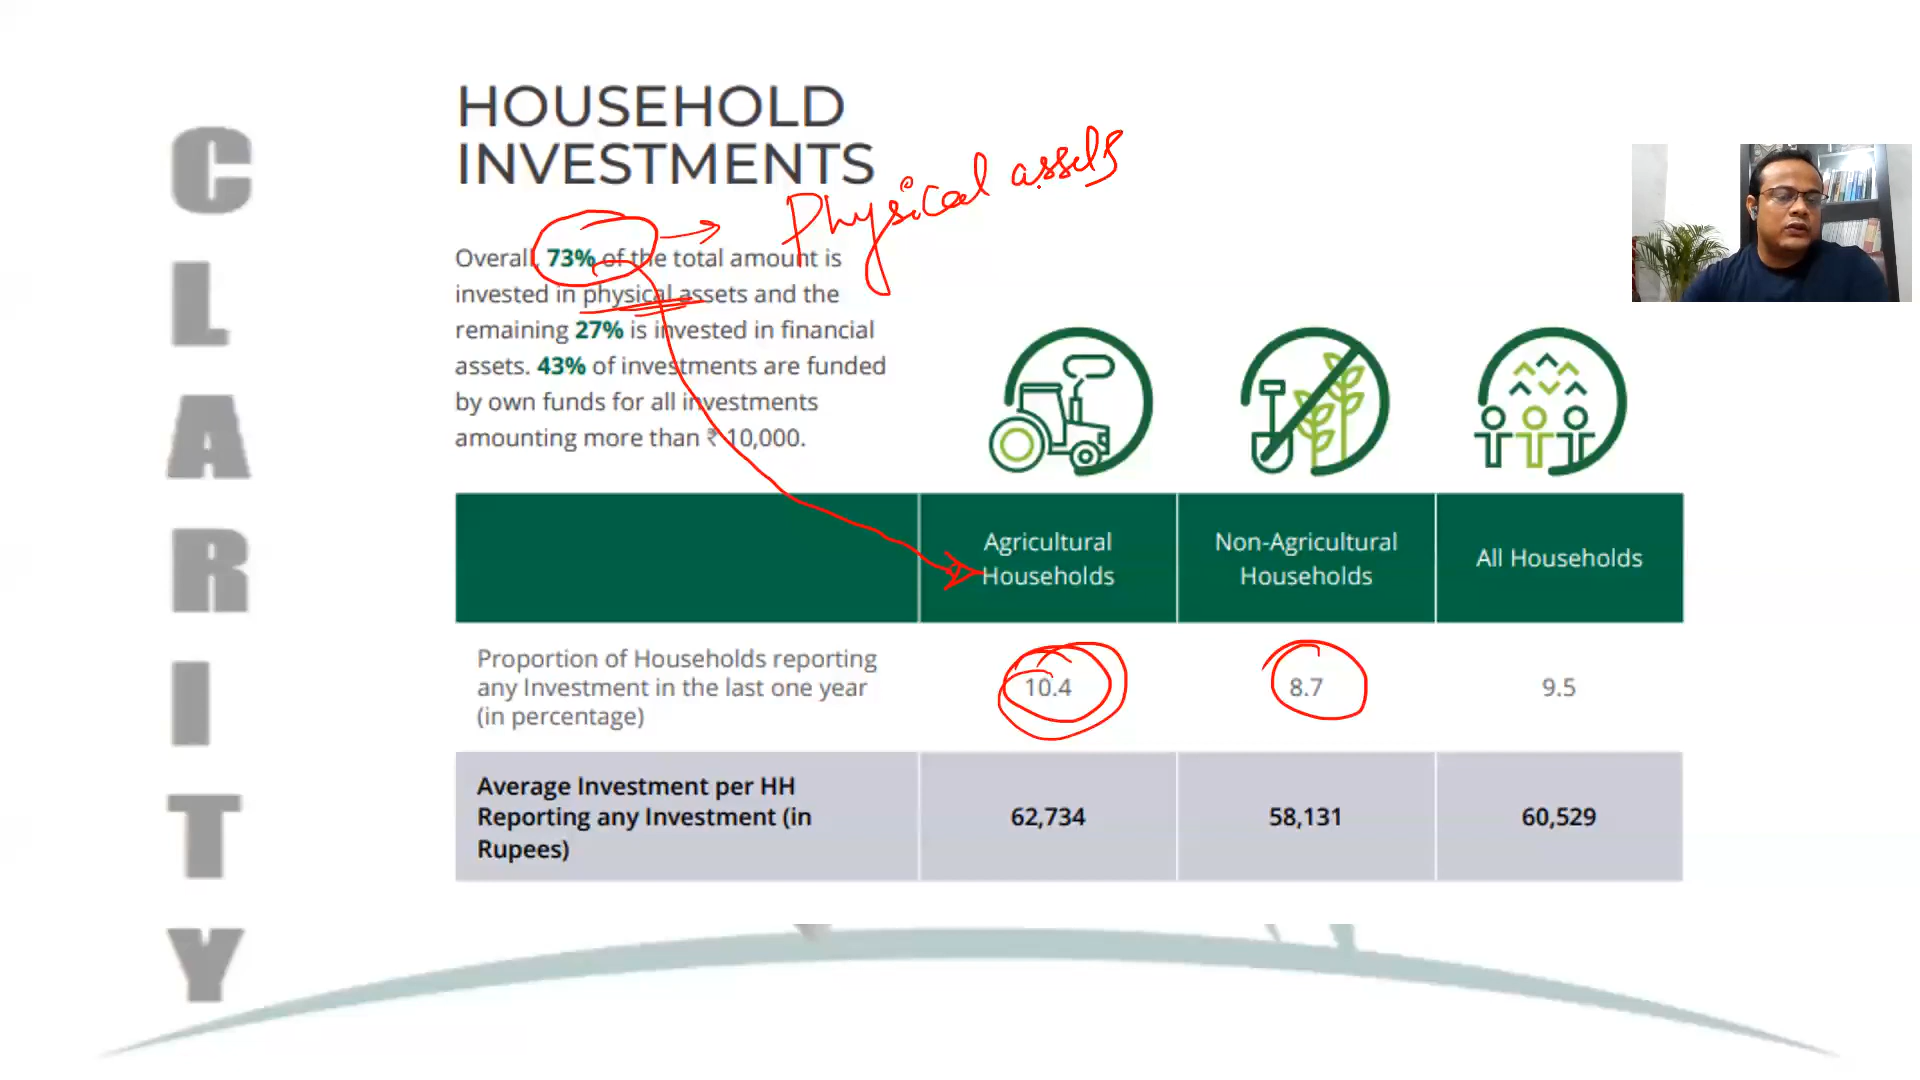 CLARITY
HOUSEHOLD
INVESTMENTS
Physical assets
Overall, 73% of the total amount is
invested in physical assets and the
remaining 27% is invested in financial
assets. 43% of investments are funded
by own funds for all investments
amounting more than ₹ 10,000.
Agricultural
Households
Non-Agricultural
Households
All Households
Proportion of Households reporting
any Investment in the last one year
(in percentage)
10.4
8.7
9.5
Average Investment per HH
Reporting any Investment (in
Rupees)
62,734
58,131
60,529